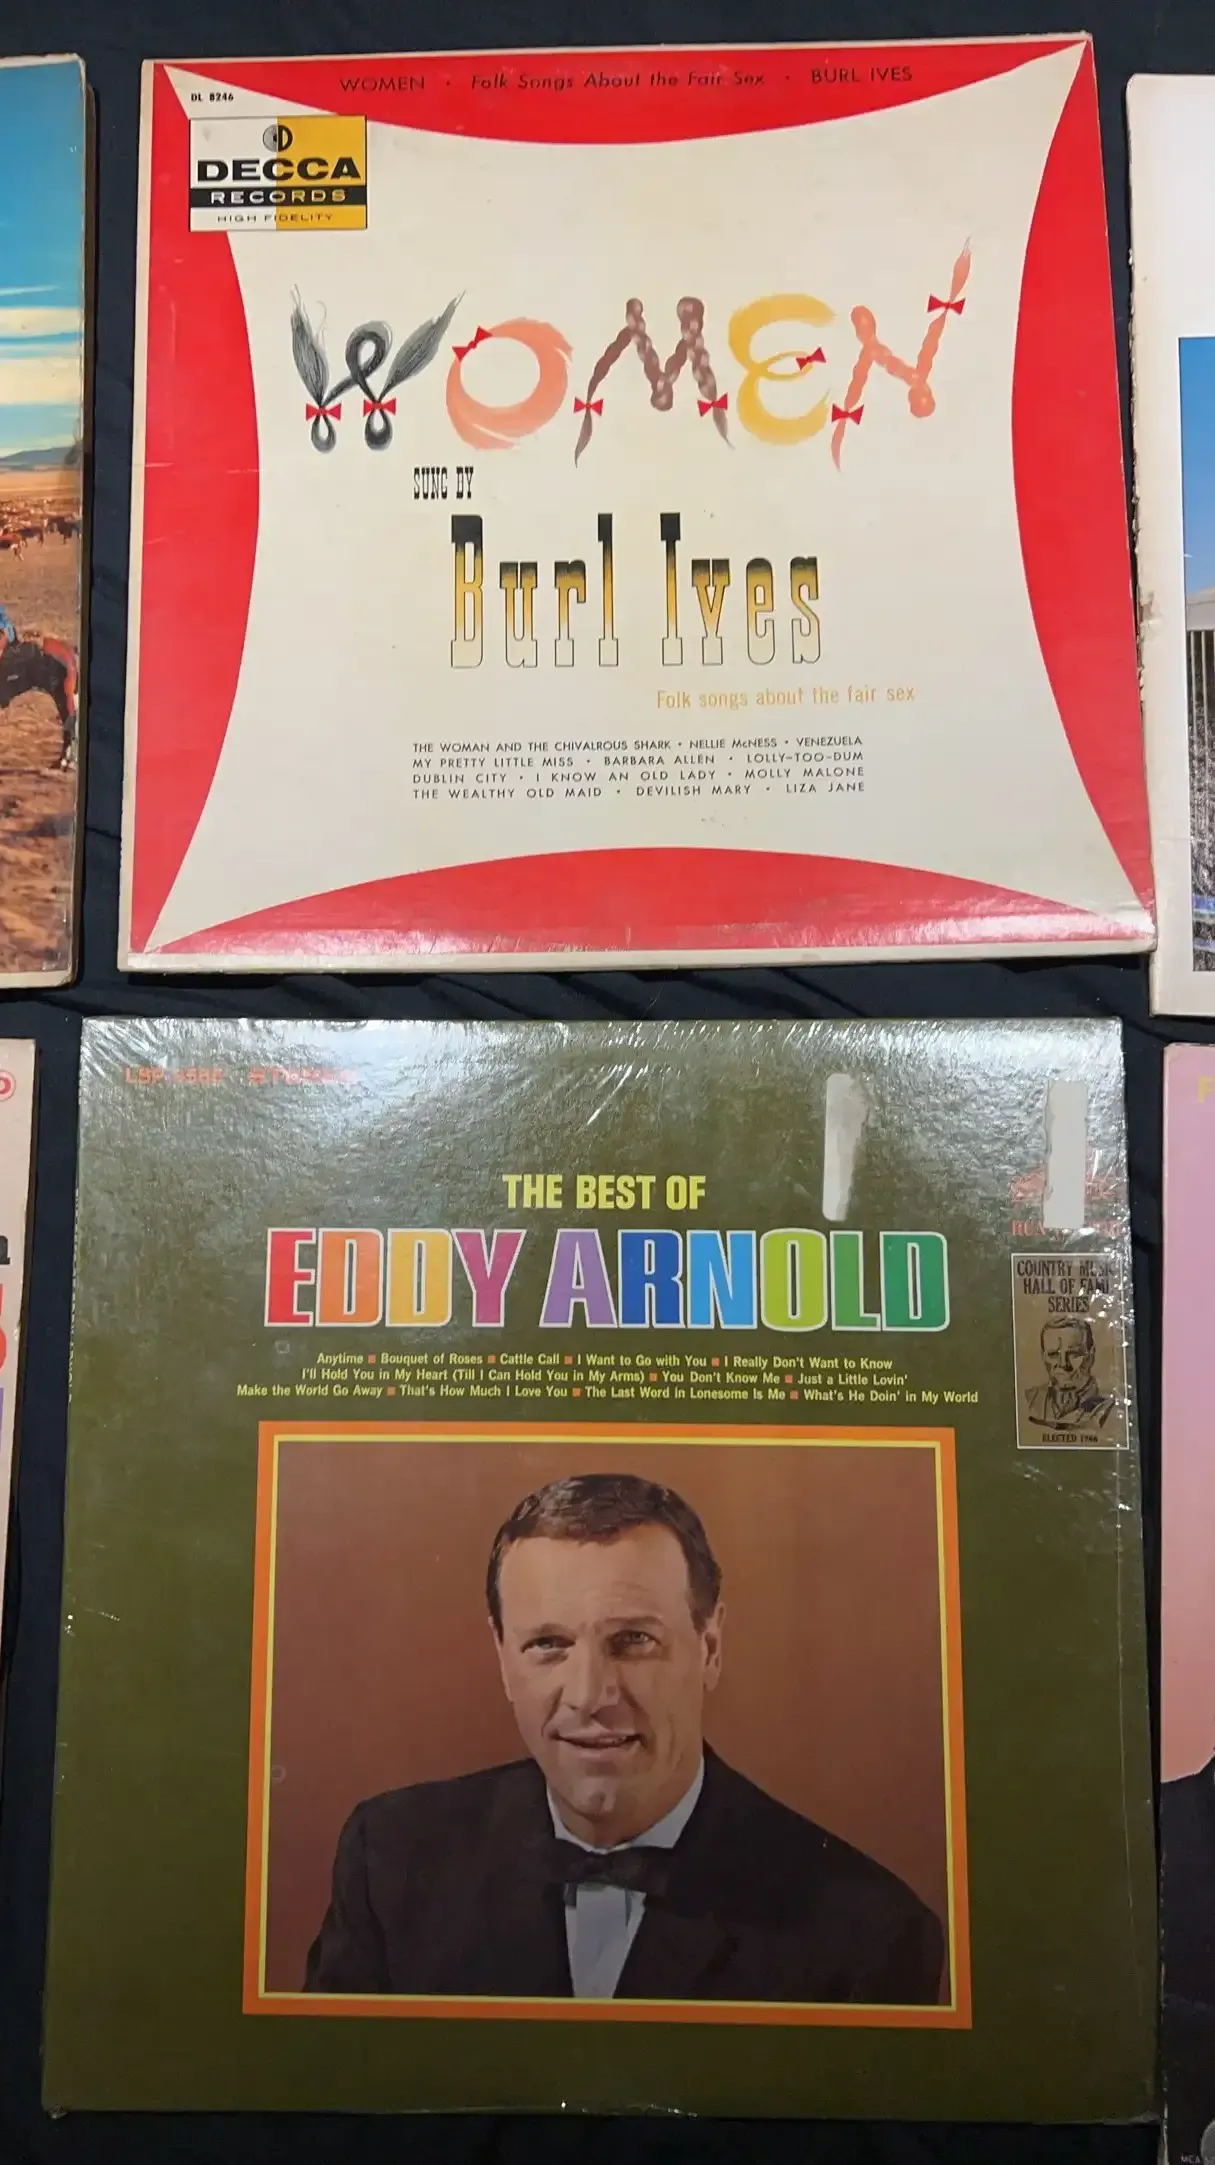 WOMEN · Folk Songs About the Fair Sex · BURL IVES
DL 8246
DECCA
RECORDS
HIGH FIDELITY
WOMEN
SUNG BY
Burl Ives
Folk songs about the fair sex
THE WOMAN AND THE CHIVALROUS SHARK • NELLIE McNESS • VENEZUELA
MY PRETTY LITTLE MISS • BARBARA ALLEN • LOLLY-TOO-DUM
DUBLIN CITY • I KNOW AN OLD LADY • MOLLY MALONE
THE WEALTHY OLD MAID • DEVILISH MARY • LIZA JANE
STEREO
THE BEST OF
EDDY ARNOLD
Anytime ■ Bouquet of Roses ■ Cattle Call ■ I Want to Go with You ■ I Really Don't Want to Know
I'll Hold You in My Heart (Till I Can Hold You in My Arms) ■ You Don't Know Me ■ Just a Little Lovin'
Make the World Go Away ■ That's How Much I Love You ■ The Last Word in Lonesome Is Me ■ What's He Doin' in My World
COUNTRY MUSIC
HALL OF FAME
SERIES
ELECTED 1966
MCA